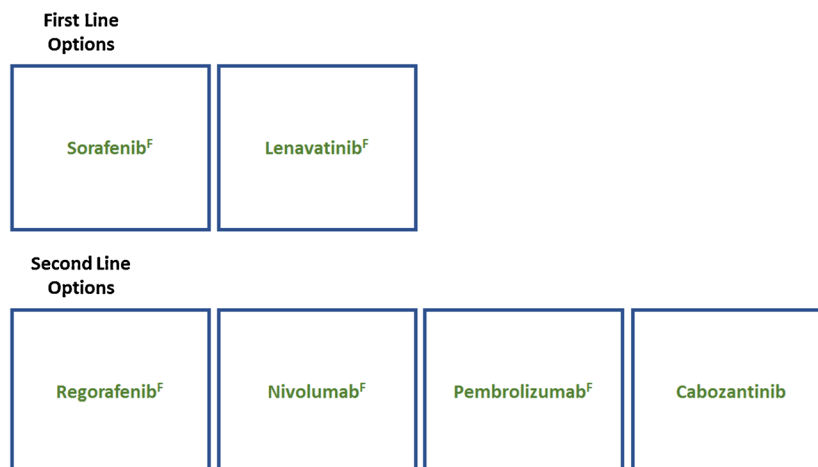 First Line
Options
Sorafenibᶠ
Lenavatinibᶠ
Second Line
Options
Regorafenibᶠ
Nivolumabᶠ
Pembrolizumabᶠ
Cabozantinib